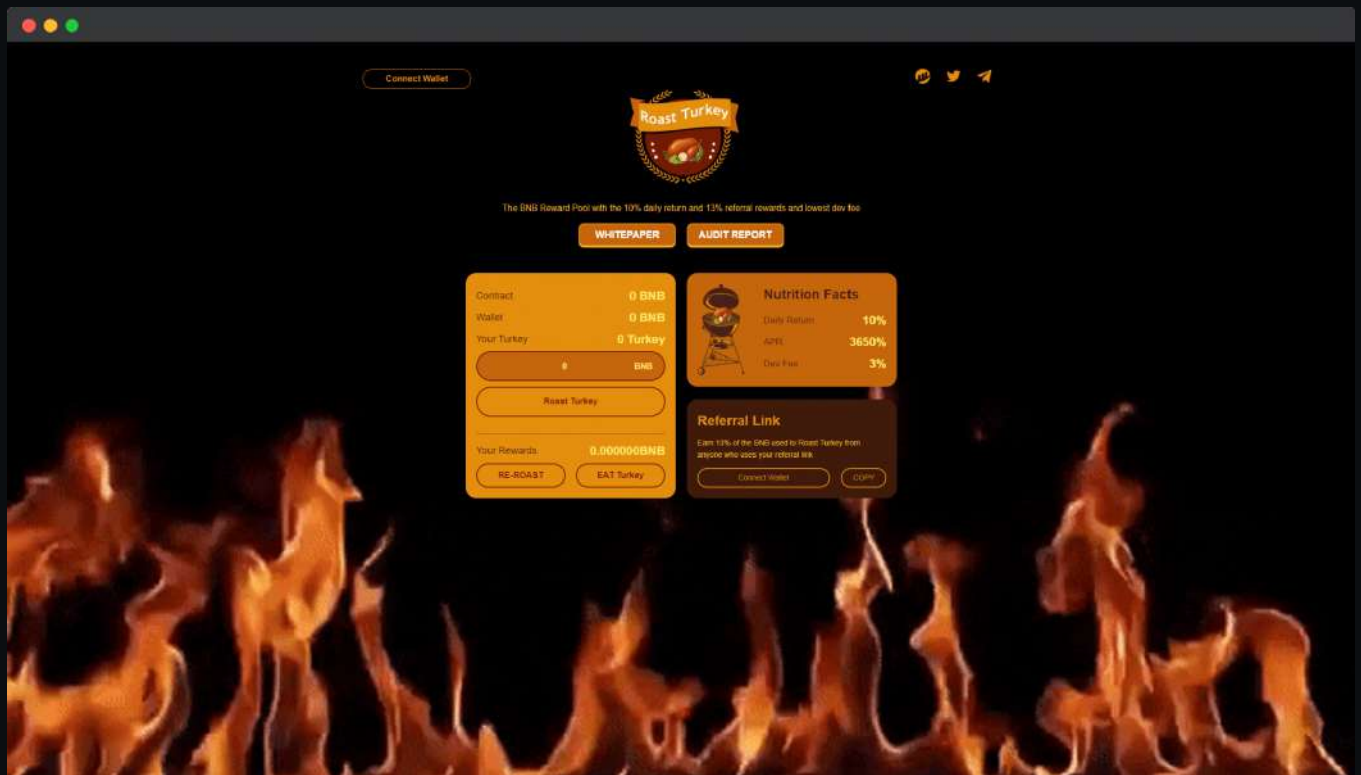 Connect Wallet
Roast Turkey
The BNB Reward Pool with the 10% daily return and 13% referral rewards and lowest dev fee
WHITEPAPER
AUDIT REPORT
Contract 0 BNB
Wallet 0 BNB
Your Turkey 0 Turkey
0 BNB
Roast Turkey
Your Rewards 0.000000BNB
RE-ROAST
EAT Turkey
Nutrition Facts
Daily Return 10%
APR 3650%
Dev Fee 3%
Referral Link
Earn 13% of the BNB used to Roast Turkey from
anyone who uses your referral link
Connect Wallet
COPY